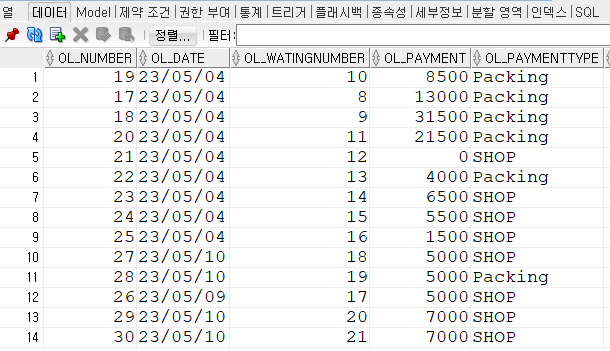 열 데이터 Model 제약 조건 권한 부여 통계 트리거 플래시백 종속성 세부정보 분할 영역 인덱스 SQL
정렬... 필터:
OL_NUMBER OL_DATE OL_WATINGNUMBER OL_PAYMENT OL_PAYMENTTYPE
1 19 23/05/04 10 8500 Packing
2 17 23/05/04 8 13000 Packing
3 18 23/05/04 9 31500 Packing
4 20 23/05/04 11 21500 Packing
5 21 23/05/04 12 0 SHOP
6 22 23/05/04 13 4000 Packing
7 23 23/05/04 14 6500 SHOP
8 24 23/05/04 15 5500 SHOP
9 25 23/05/04 16 1500 SHOP
10 27 23/05/10 18 5000 SHOP
11 28 23/05/10 19 5000 Packing
12 26 23/05/09 17 5000 SHOP
13 29 23/05/10 20 7000 SHOP
14 30 23/05/10 21 7000 SHOP